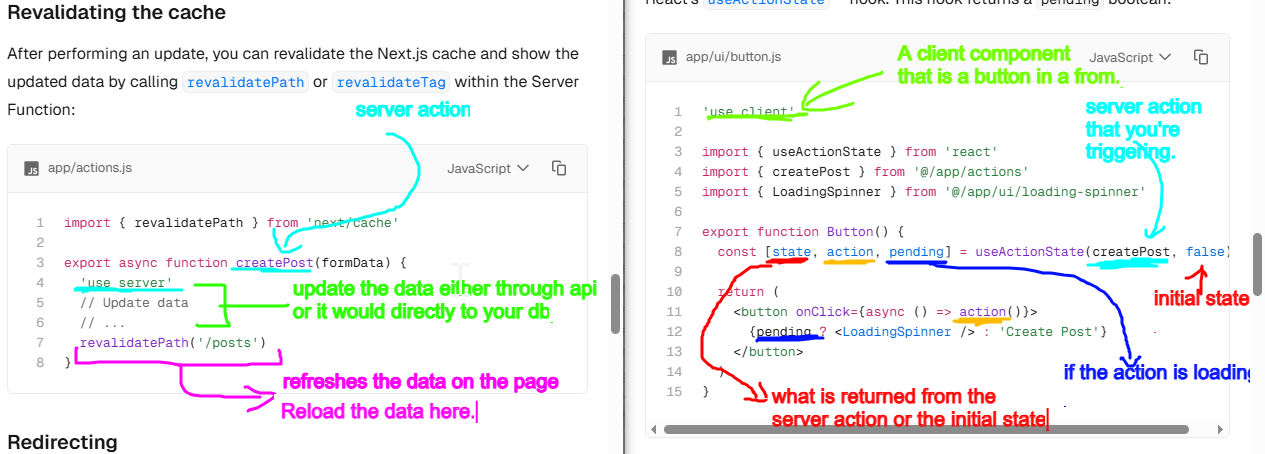 Revalidating the cache
After performing an update, you can revalidate the Next.js cache and show the
updated data by calling revalidatePath or revalidateTag within the Server
Function:
server action
app/actions.js
JavaScript
1 import { revalidatePath } from 'next/cache'
2
3 export async function createPost(formData) {
4 'use server'
5 // Update data
6 // ...
7 revalidatePath('/posts')
8 }
update the data either through api
or it would directly to your db
refreshes the data on the page
Reload the data here.
Redirecting
React's useActionState hook. This hook returns a pending boolean.
app/ui/button.js
JavaScript
A client component
that is a button in a from.
server action
that you're
triggering.
1 'use client'
2
3 import { useActionState } from 'react'
4 import { createPost } from '@/app/actions'
5 import { LoadingSpinner } from '@/app/ui/loading-spinner'
6
7 export function Button() {
8 const [state, action, pending] = useActionState(createPost, false)
9
10 return (
11 <button onClick={async () => action()}>
12 {pending ? <LoadingSpinner /> : 'Create Post'}
13 </button>
14 )
15 }
initial state
if the action is loading
what is returned from the
server action or the initial state